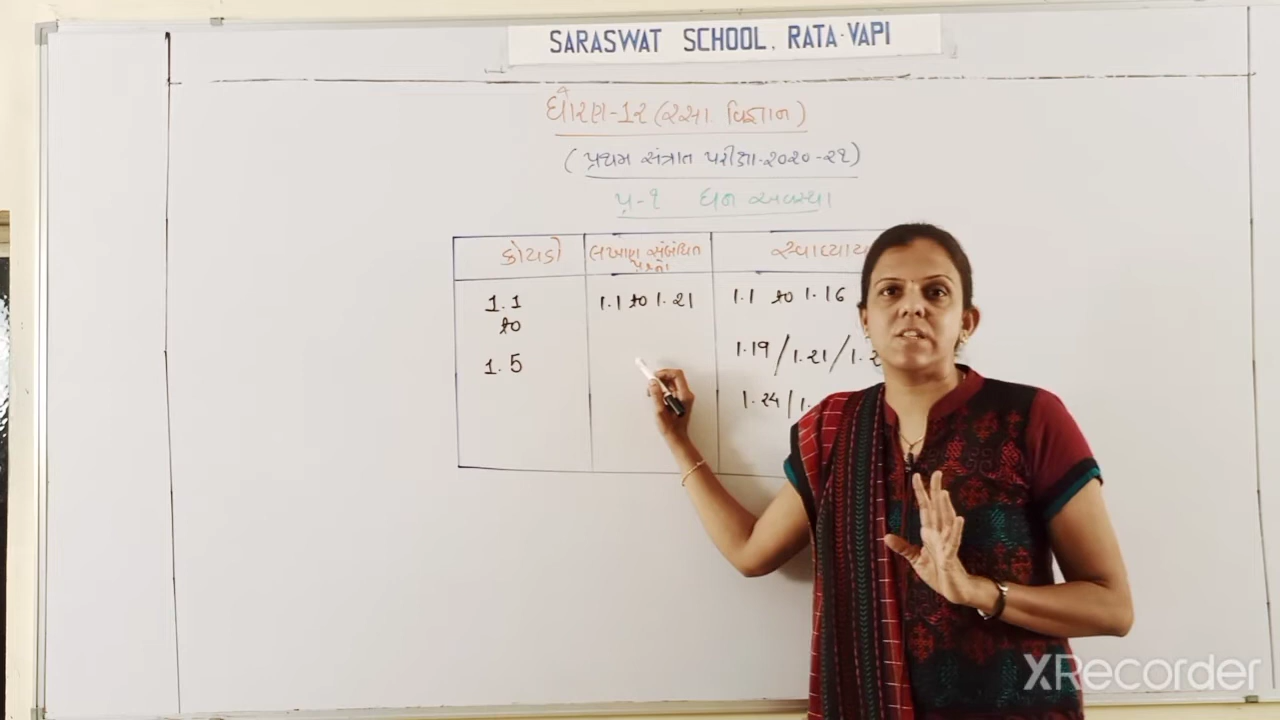 SARASWAT SCHOOL, RATA-VAPI
ધોરણ-૧૨ (રસા. વિજ્ઞાન)
(પ્રથમ સત્રાંત પરીક્ષા-૨૦૨૦-૨૧)
પ્ર-૧ ઘન અવસ્થા
કોયડો લખાણ સંબંધિત પ્રશ્નો સ્વાધ્યાય
1.1 થી 1.5
1.1 થી 1.21
1.1 થી 1.16
1.19 / 1.21 /
1.24 /
XRecorder